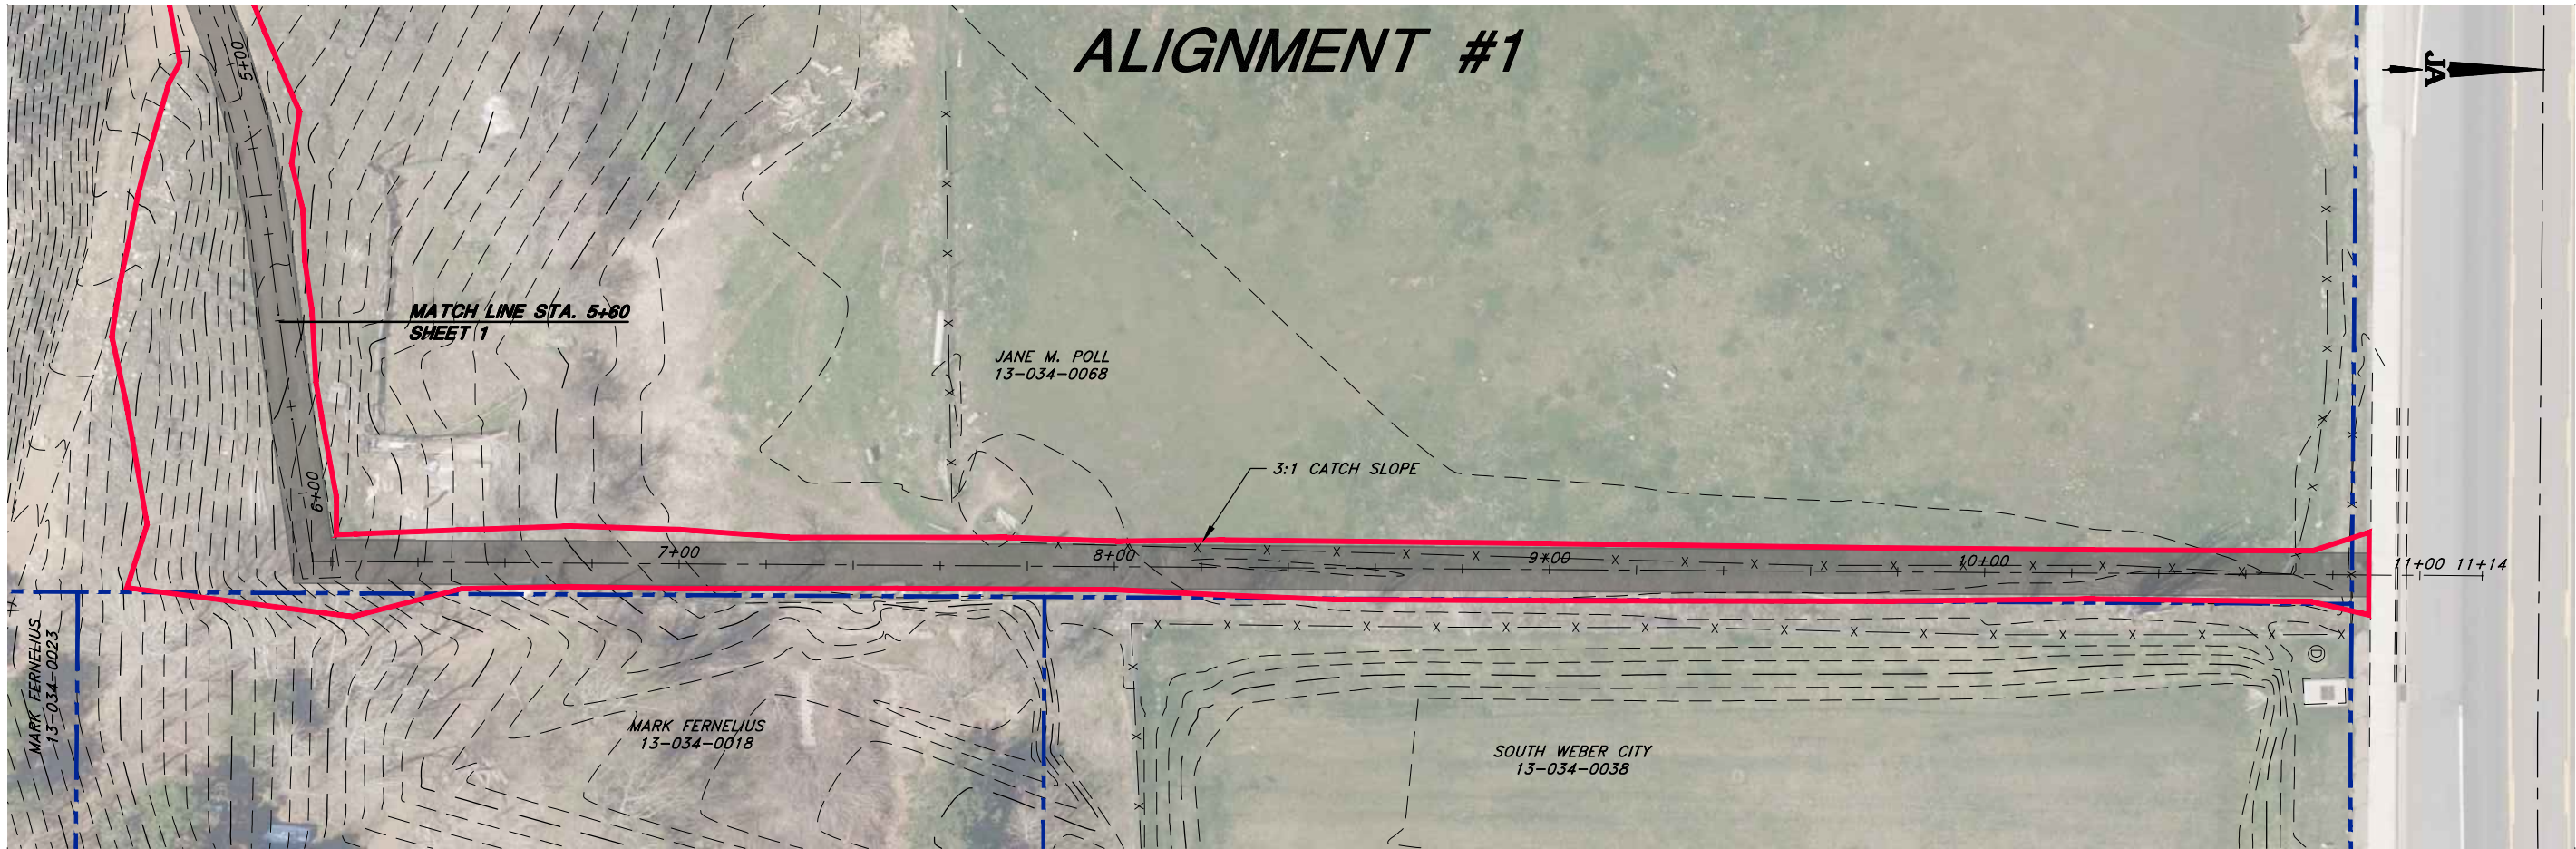 ALIGNMENT #1
JA
5+00
MATCH LINE STA. 5+60
SHEET 1
JANE M. POLL
13-034-0068
3:1 CATCH SLOPE
6+00
7+00
8+00
9+00
10+00
11+00 11+14
MARK FERNELIUS
13-034-0023
MARK FERNELIUS
13-034-0018
SOUTH WEBER CITY
13-034-0038
D